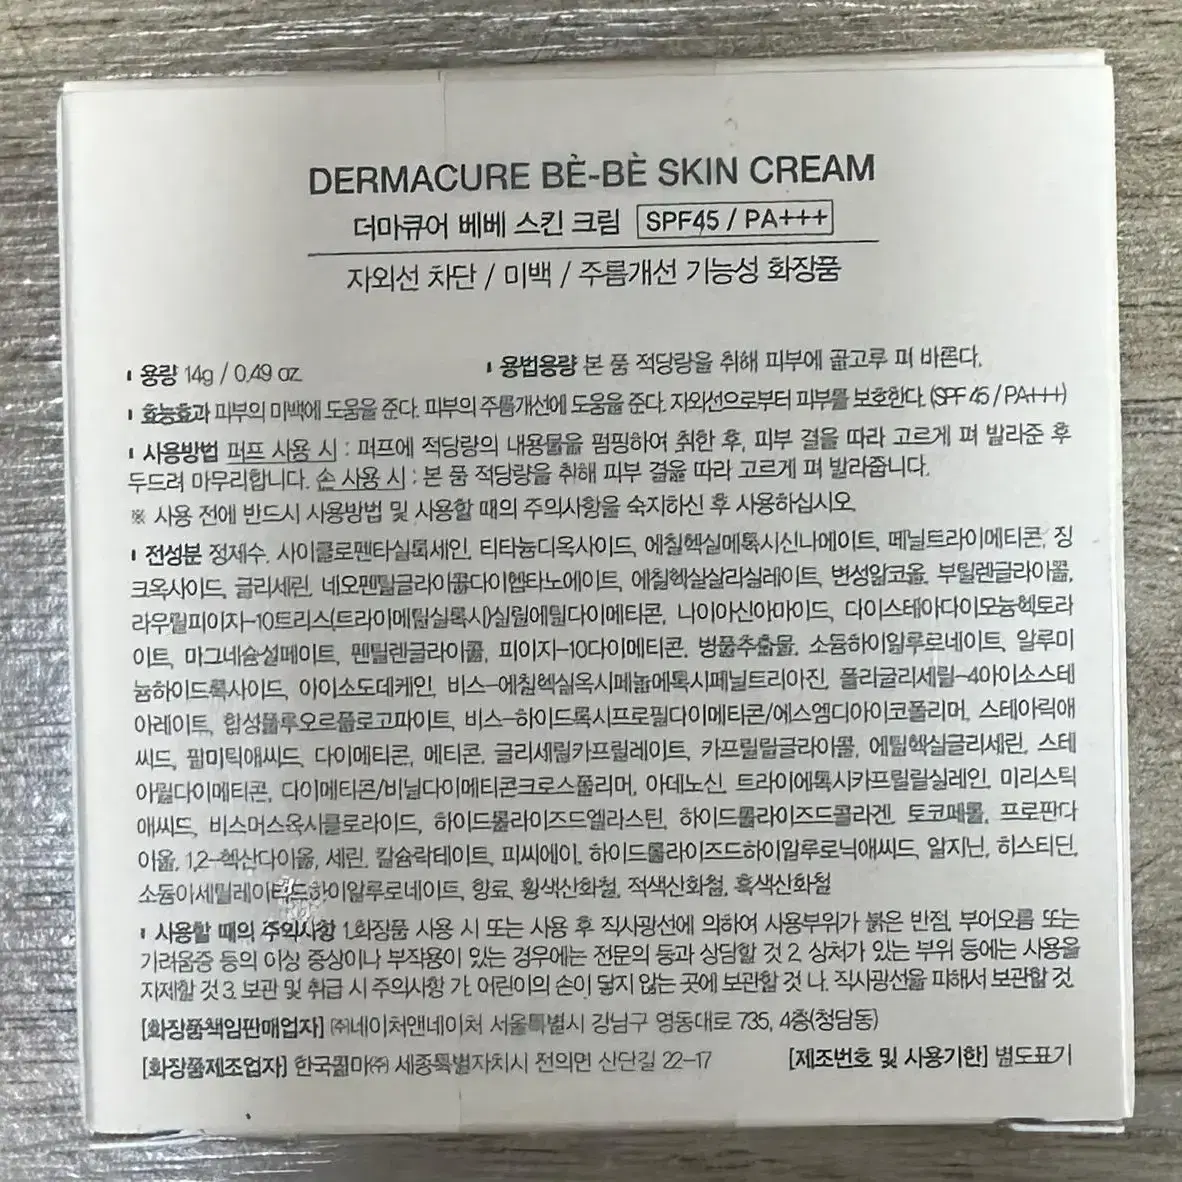 DERMACURE BÈ-BÈ SKIN CREAM
더마큐어 베베 스킨 크림 SPF45 / PA+++
자외선 차단 / 미백 / 주름개선 기능성 화장품
용량 14g / 0.49 oz.
용법용량 본 품 적당량을 취해 피부에 골고루 펴 바른다.
효능효과 피부의 미백에 도움을 준다. 피부의 주름개선에 도움을 준다. 자외선으로부터 피부를 보호한다. (SPF 45 / PA+++)
사용방법 퍼프 사용 시 : 퍼프에 적당량의 내용물을 펌핑하여 취한 후, 피부 결을 따라 고르게 펴 발라준 후
두드려 마무리합니다. 손 사용 시 : 본 품 적당량을 취해 피부 결을 따라 고르게 펴 발라줍니다.
※ 사용 전에 반드시 사용방법 및 사용할 때의 주의사항을 숙지하신 후 사용하십시오.
전성분 정제수, 사이클로펜타실록세인, 티타늄디옥사이드, 에칠헥실메톡시신나메이트, 페닐트라이메티콘, 징
크옥사이드, 글리세린, 네오펜틸글라이콜다이헵타노에이트, 에칠헥실살리실레이트, 변성알코올, 부틸렌글라이콜,
라우릴피이지-10트리스(트라이메틸실록시)실릴에틸다이메티콘, 나이아신아마이드, 다이스테아다이모늄헥토라
이트, 마그네슘설페이트, 펜틸렌글라이콜, 피이지-10다이메티콘, 병풀추출물, 소듐하이알루로네이트, 알루미
늄하이드록사이드, 아이소도데케인, 비스-에칠헥실옥시페놀메톡시페닐트리아진, 폴리글리세릴-4아이소스테
아레이트, 합성플루오르플로고파이트, 비스-하이드록시프로필다이메티콘/에스엠디아이코폴리머, 스테아릭애
씨드, 팔미틱애씨드, 다이메티콘, 메티콘, 글리세릴카프릴레이트, 카프릴릴글라이콜, 에틸헥실글리세린, 스테
아릴다이메티콘, 다이메티콘/비닐다이메티콘크로스폴리머, 아데노신, 트라이에톡시카프릴릴실레인, 미리스틱
애씨드, 비스머스옥시클로라이드, 하이드롤라이즈드엘라스틴, 하이드롤라이즈드콜라겐, 토코페롤, 프로판다
이올, 1,2-헥산다이올, 세린, 칼슘락테이트, 피씨에이, 하이드롤라이즈드하이알루로닉애씨드, 알지닌, 히스티딘,
소듐아세틸레이티드하이알루로네이트, 향료, 황색산화철, 적색산화철, 흑색산화철
사용할 때의 주의사항 1.화장품 사용 시 또는 사용 후 직사광선에 의하여 사용부위가 붉은 반점, 부어오름 또는
가려움증 등의 이상 증상이나 부작용이 있는 경우에는 전문의 등과 상담할 것 2. 상처가 있는 부위 등에는 사용을
자제할 것 3. 보관 및 취급 시 주의사항 가. 어린이의 손이 닿지 않는 곳에 보관할 것 나. 직사광선을 피해서 보관할 것.
[화장품책임판매업자] ㈜네이처앤네이처 서울특별시 강남구 영동대로 735, 4층(청담동)
[화장품제조업자] 한국콜마㈜ 세종특별자치시 전의면 산단길 22-17
[제조번호 및 사용기한] 별도표기